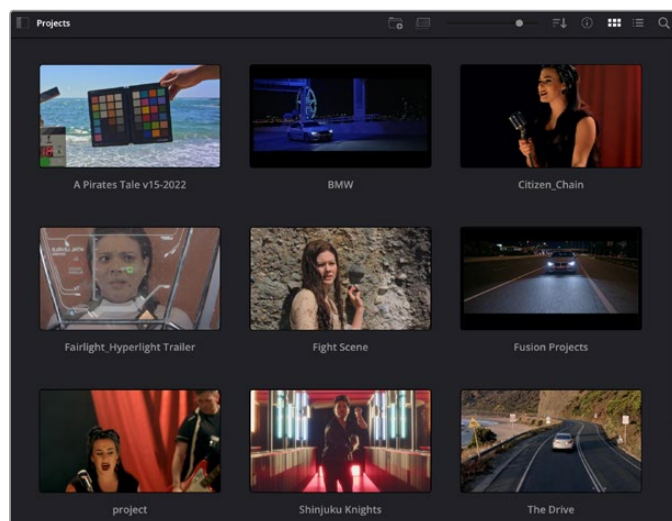 Projects
A Pirates Tale v15-2022
BMW
Citizen_Chain
Fairlight_Hyperlight Trailer
Fight Scene
Fusion Projects
project
Shinjuku Knights
The Drive